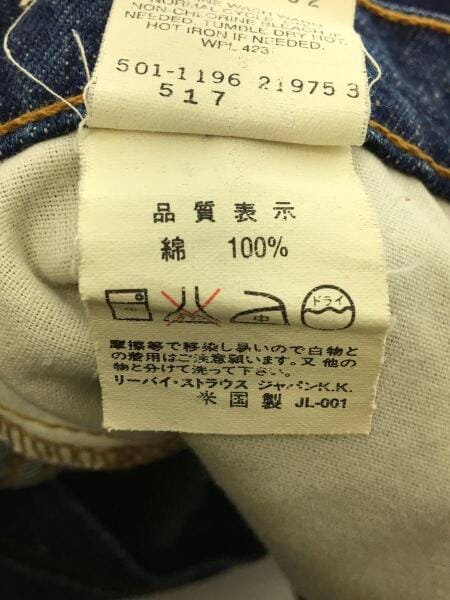 NON-CHLORINE BLEACH, IF
NEEDED. TUMBLE DRY HOT.
HOT IRON IF NEEDED.
WPL 423
501-1196 21975 3
517
品質表示
綿 100%
中 ドライ
摩擦等で移染し易いので白物と
の着用はご注意願います。又他の
物と分けて洗って下さい。
リーバイ・ストラウス ジャパンK.K.
米国製 JL-001